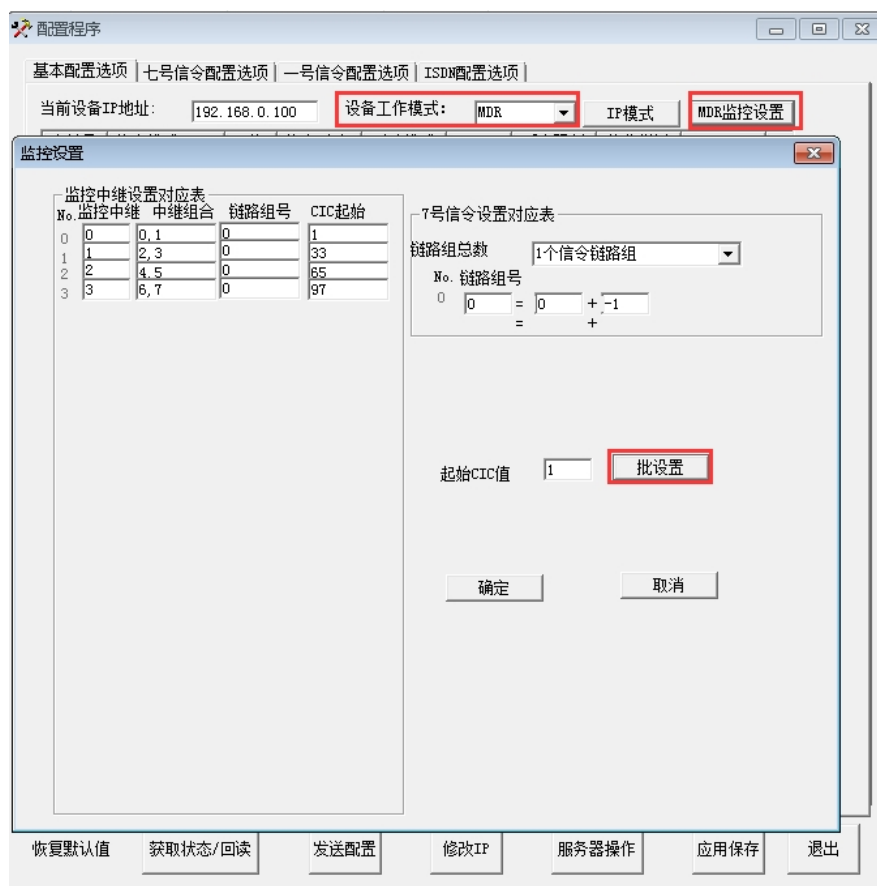 配置程序
基本配置选项 七号信令配置选项 一号信令配置选项 ISDN配置选项
当前设备IP地址: 192.168.0.100 设备工作模式: MDR IP模式 MDR监控设置
监控设置
监控中继设置对应表
No. 监控中继 中继组合 链路组号 CIC起始
0 0 0,1 0 1
1 1 2,3 0 33
2 2 4.5 0 65
3 3 6,7 0 97
7号信令设置对应表
链路组总数 1个信令链路组
No. 链路组号
0 0 = 0 + -1
= +
起始CIC值 1 批设置
确定 取消
恢复默认值 获取状态/回读 发送配置 修改IP 服务器操作 应用保存 退出